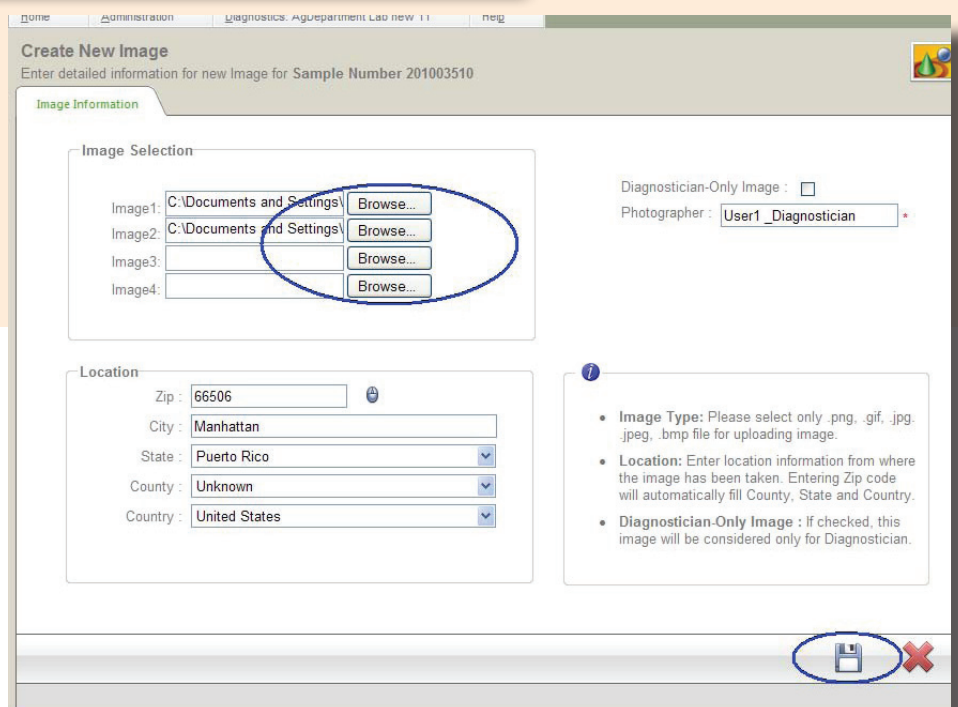 Home Administration Diagnostics: AgDepartment Lab new 11 Help
Create New Image
Enter detailed information for new Image for Sample Number 201003510
Image Information
Image Selection
Image1: C:\Documents and Settings\ Browse...
Image2: C:\Documents and Settings\ Browse...
Image3: Browse...
Image4: Browse...
Diagnostician-Only Image :
Photographer : User1 _Diagnostician *
Location
Zip : 66506
City : Manhattan
State : Puerto Rico
County : Unknown
Country : United States
i
• Image Type: Please select only .png, .gif, .jpg.
.jpeg, .bmp file for uploading image.
• Location: Enter location information from where
the image has been taken. Entering Zip code
will automatically fill County, State and Country.
• Diagnostician-Only Image : If checked, this
image will be considered only for Diagnostician.